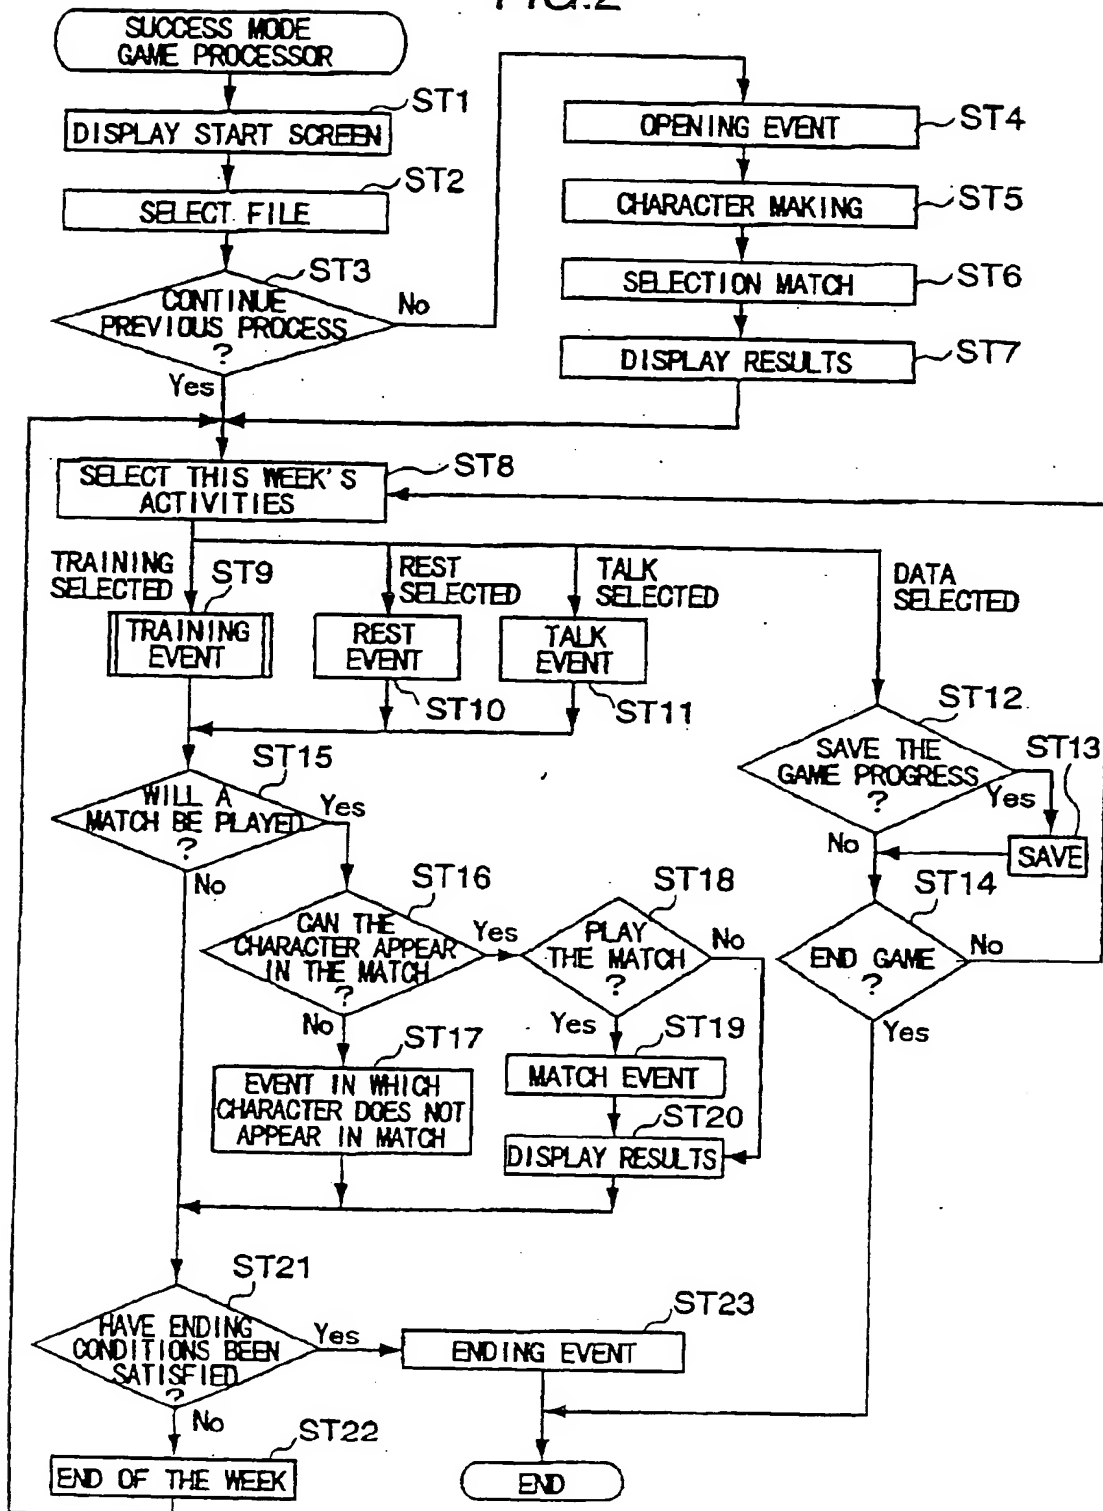 FIG.2
SUCCESS MODE
GAME PROCESSOR
ST1
DISPLAY START SCREEN
ST2
SELECT FILE
ST3
CONTINUE
PREVIOUS PROCESS
?
No
Yes
ST4
OPENING EVENT
ST5
CHARACTER MAKING
ST6
SELECTION MATCH
ST7
DISPLAY RESULTS
ST8
SELECT THIS WEEK'S
ACTIVITIES
TRAINING
SELECTED
ST9
TRAINING
EVENT
REST
SELECTED
REST
EVENT
ST10
TALK
SELECTED
TALK
EVENT
ST11
DATA
SELECTED
ST12
SAVE THE
GAME PROGRESS
?
Yes
No
ST13
SAVE
ST14
END GAME
?
No
Yes
ST15
WILL A
MATCH BE PLAYED
?
Yes
No
ST16
CAN THE
CHARACTER APPEAR
IN THE MATCH
?
Yes
No
ST17
EVENT IN WHICH
CHARACTER DOES NOT
APPEAR IN MATCH
ST18
PLAY
THE MATCH
?
No
Yes
ST19
MATCH EVENT
ST20
DISPLAY RESULTS
ST21
HAVE ENDING
CONDITIONS BEEN
SATISFIED
?
Yes
No
ST22
END OF THE WEEK
ST23
ENDING EVENT
END